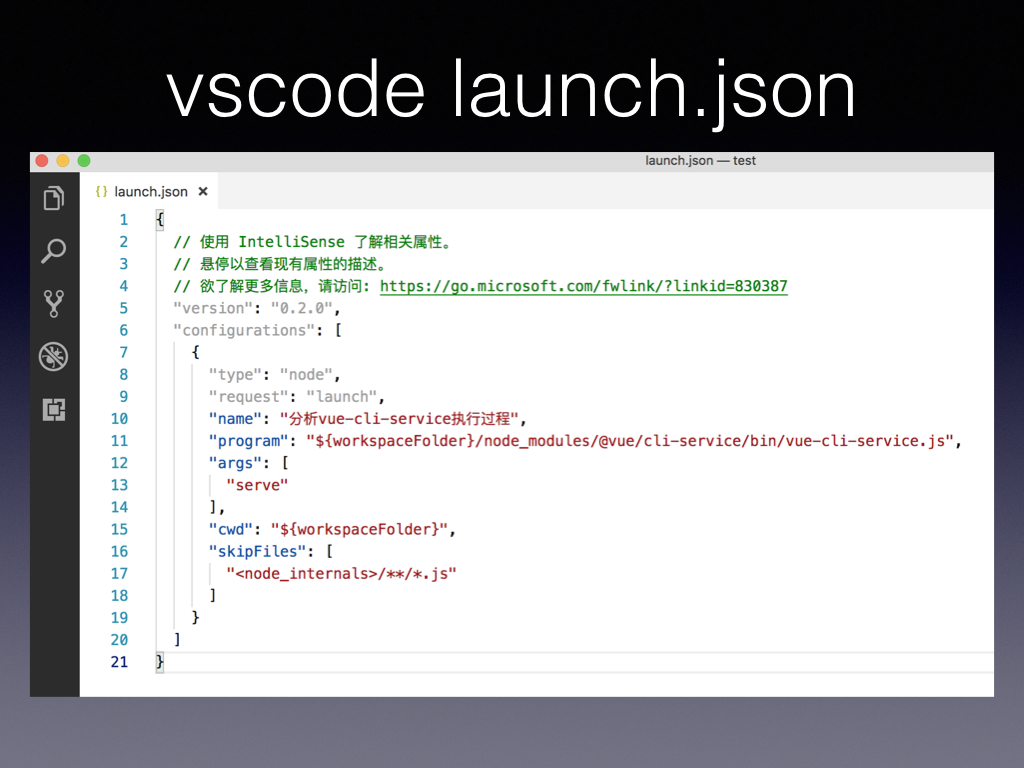 vscode launch.json
launch.json — test
{} launch.json ×
1 {
2 // 使用 IntelliSense 了解相关属性。
3 // 悬停以查看现有属性的描述。
4 // 欲了解更多信息，请访问: https://go.microsoft.com/fwlink/?linkid=830387
5 "version": "0.2.0",
6 "configurations": [
7 {
8 "type": "node",
9 "request": "launch",
10 "name": "分析vue-cli-service执行过程",
11 "program": "${workspaceFolder}/node_modules/@vue/cli-service/bin/vue-cli-service.js",
12 "args": [
13 "serve"
14 ],
15 "cwd": "${workspaceFolder}",
16 "skipFiles": [
17 "<node_internals>/**/*.js"
18 ]
19 }
20 ]
21 }